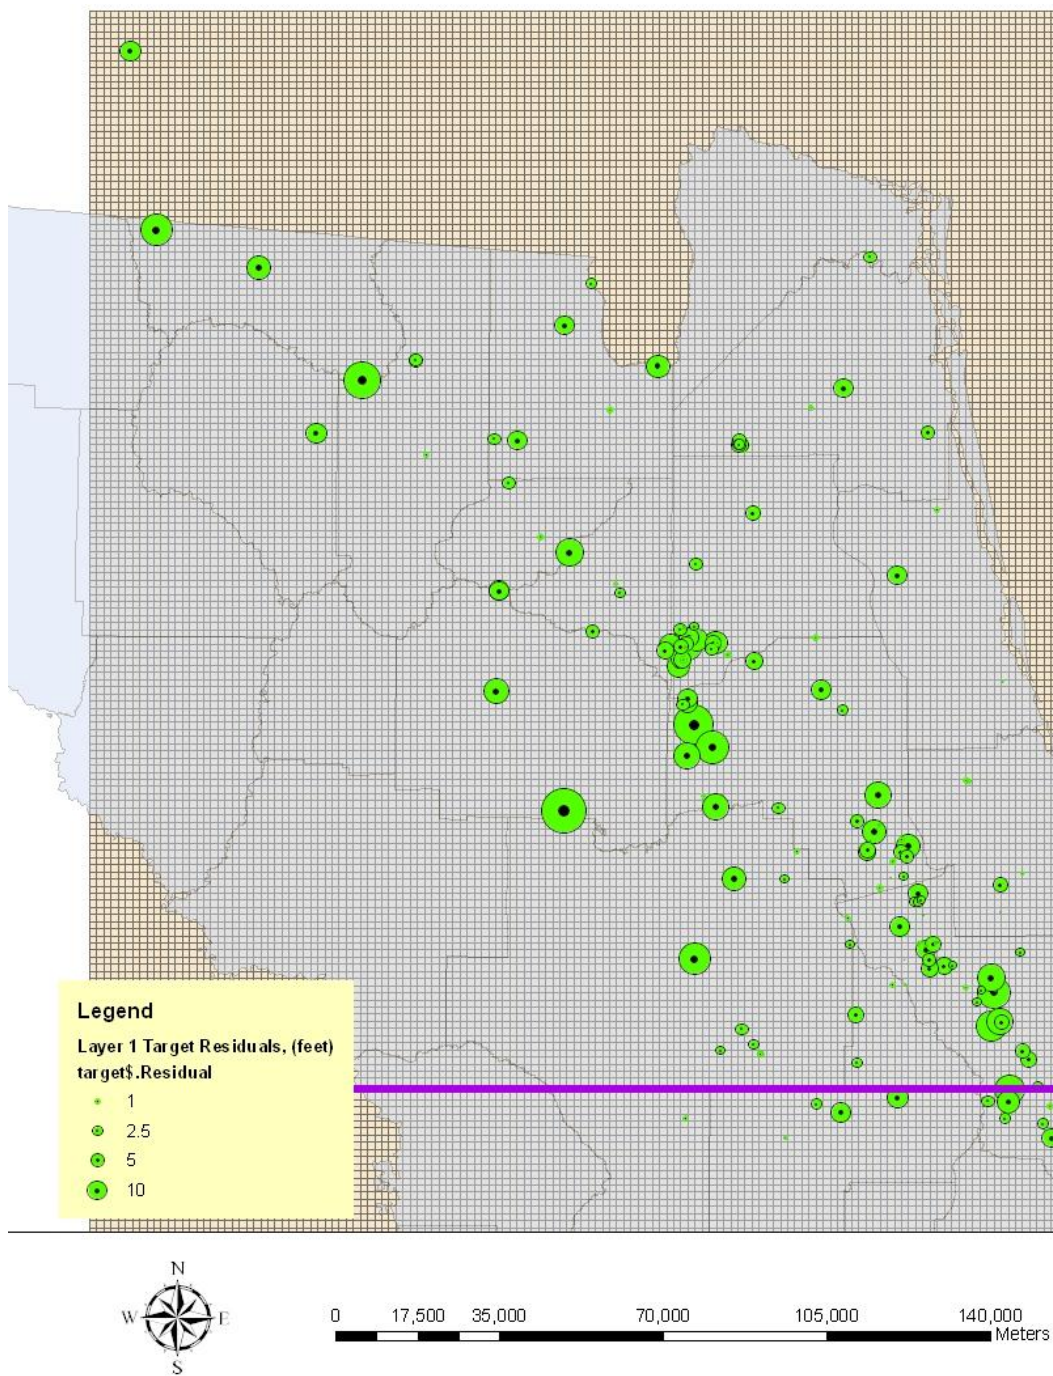 Legend
Layer 1 Target Residuals, (feet)
target$.Residual
1
2.5
5
10
N
W E
S
0 17,500 35,000 70,000 105,000 140,000
Meters